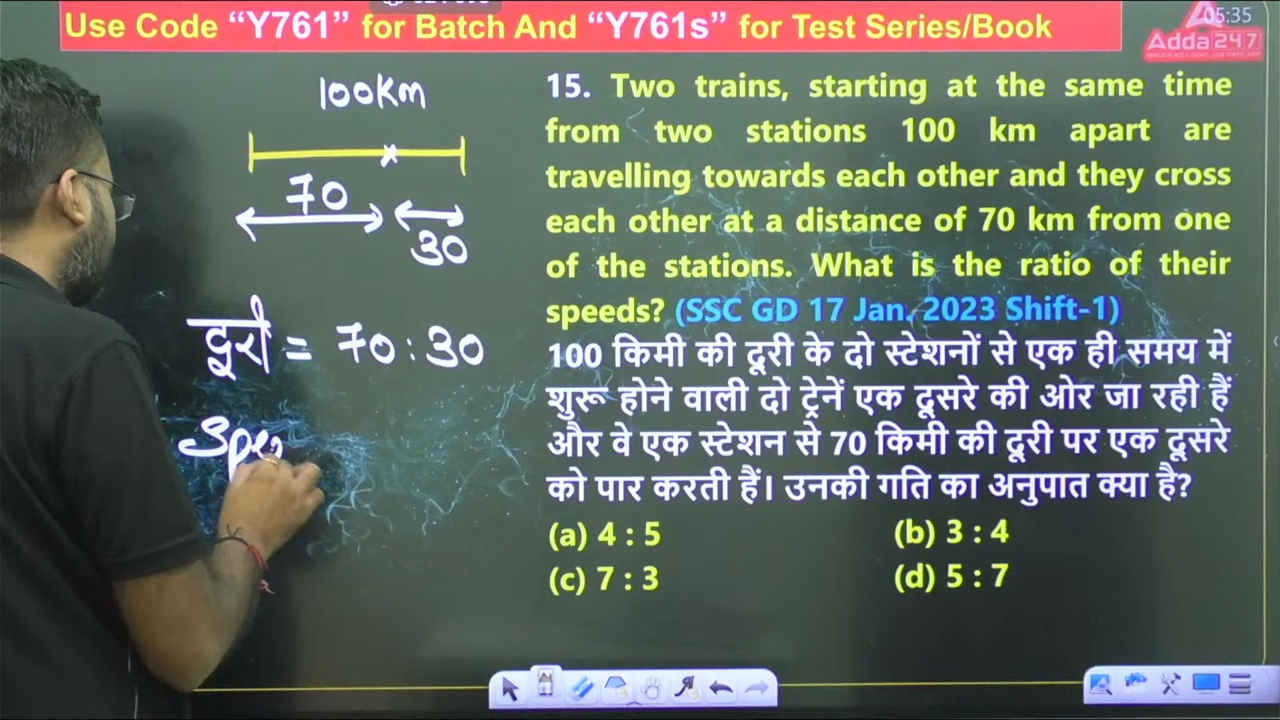 Use Code “Y761” for Batch And “Y761s” for Test Series/Book
05:35
Adda247
100Km
70
30
दूरी = 70:30
Spee
15. Two trains, starting at the same time
from two stations 100 km apart are
travelling towards each other and they cross
each other at a distance of 70 km from one
of the stations. What is the ratio of their
speeds? (SSC GD 17 Jan. 2023 Shift-1)
100 किमी की दूरी के दो स्टेशनों से एक ही समय में
शुरू होने वाली दो ट्रेनें एक दूसरे की ओर जा रही हैं
और वे एक स्टेशन से 70 किमी की दूरी पर एक दूसरे
को पार करती हैं। उनकी गति का अनुपात क्या है?
(a) 4 : 5 (b) 3 : 4
(c) 7 : 3 (d) 5 : 7